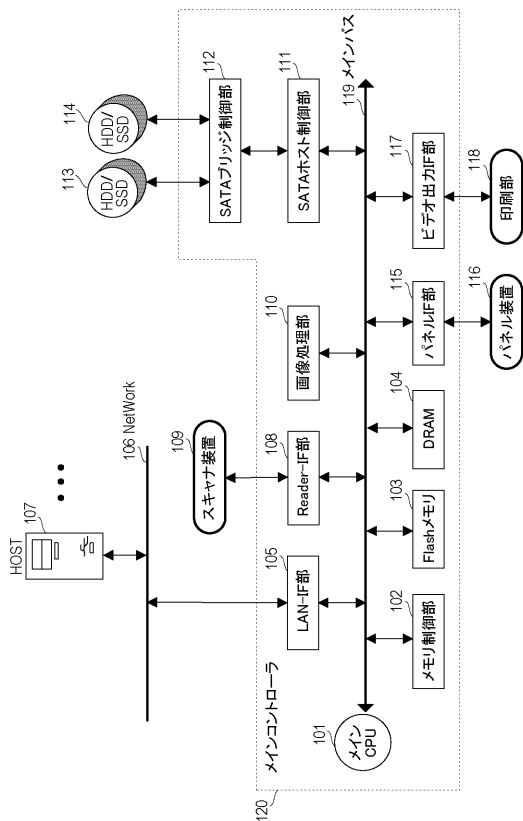 HOST
107
106 NetWork
109
スキャナ装置
113
HDD/
SSD
114
HDD/
SSD
112
SATAブリッジ制御部
メインコントローラ
105
LAN-IF部
108
Reader-IF部
110
画像処理部
111
SATAホスト制御部
101
メイン
CPU
119 メインバス
102
メモリ制御部
103
Flashメモリ
104
DRAM
115
パネルIF部
117
ビデオ出力IF部
116
パネル装置
118
印刷部
120